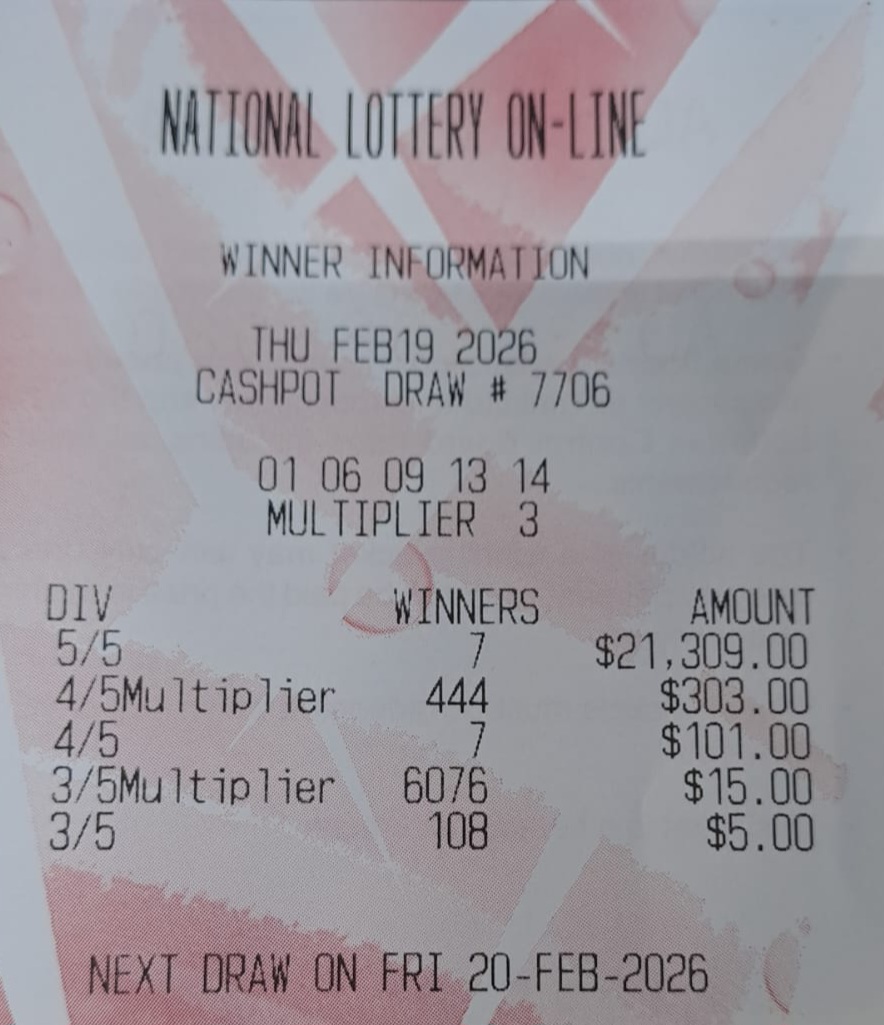 NATIONAL LOTTERY ON-LINE
WINNER INFORMATION
THU FEB19 2026
CASHPOT DRAW # 7706
01 06 09 13 14
MULTIPLIER 3
DIV WINNERS AMOUNT
5/5 7 $21,309.00
4/5Multiplier 444 $303.00
4/5 7 $101.00
3/5Multiplier 6076 $15.00
3/5 108 $5.00
NEXT DRAW ON FRI 20-FEB-2026